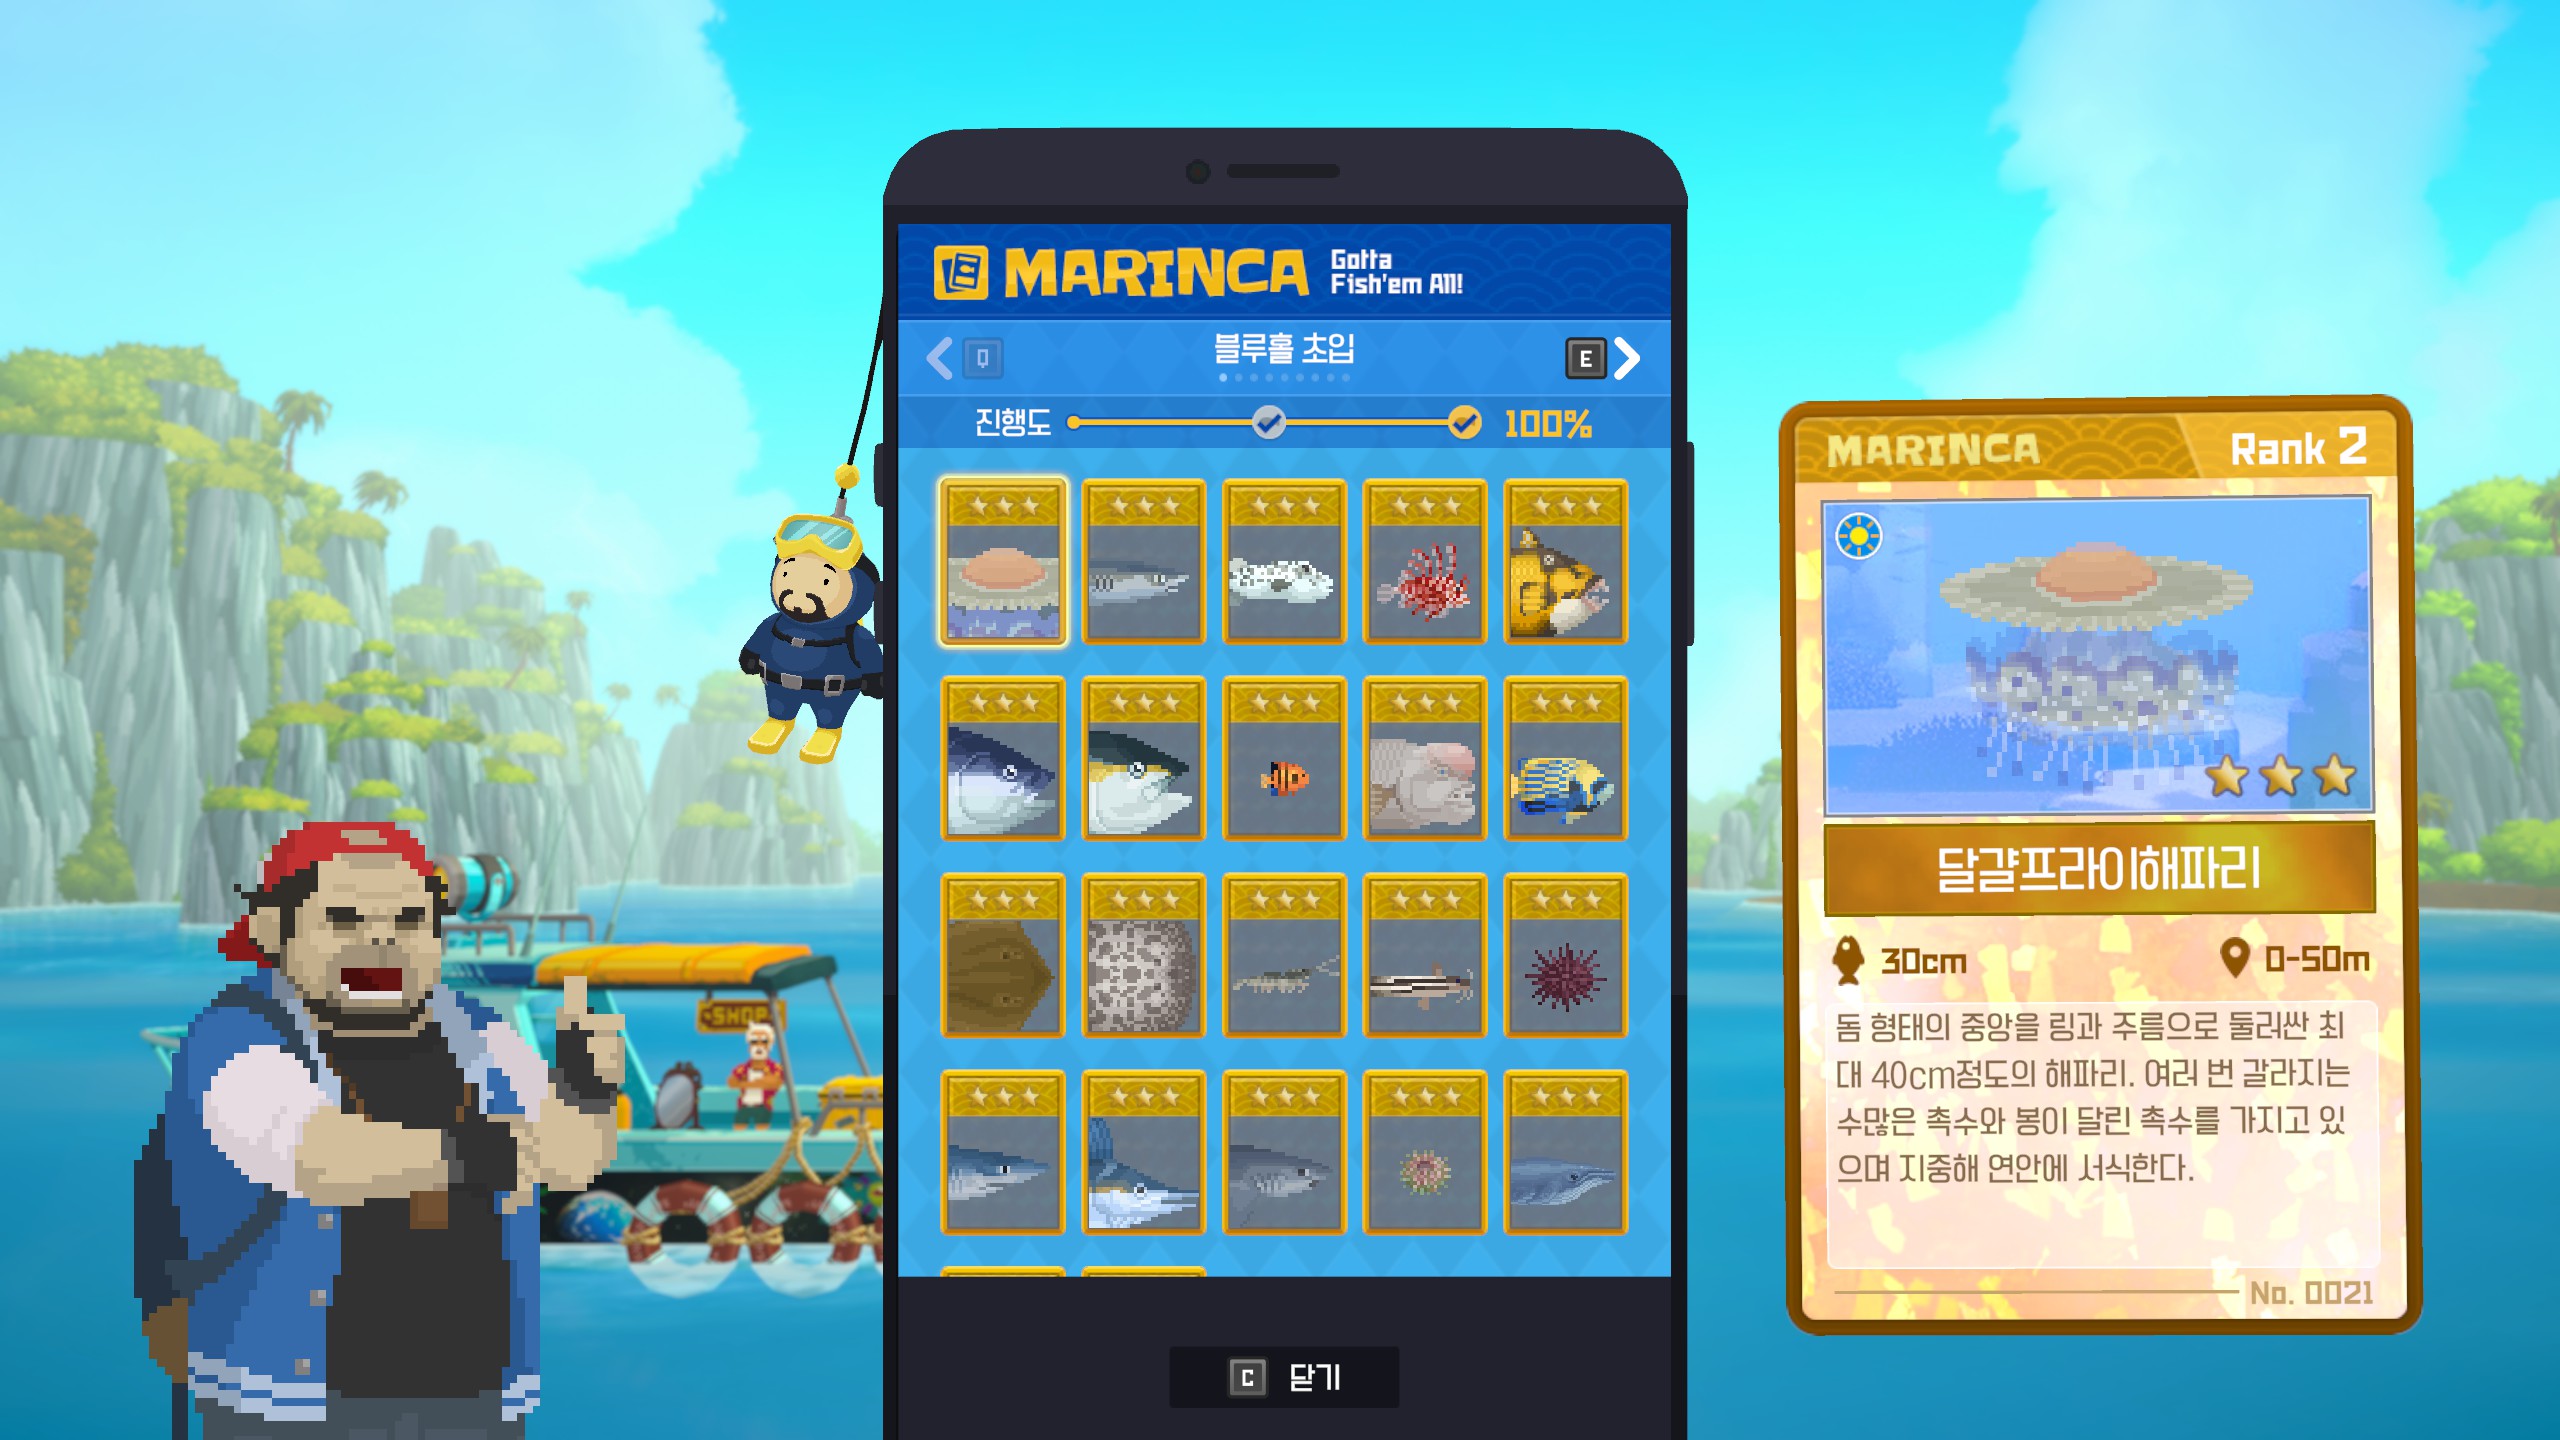 MARINCA
Gotta
Fish'em All!
Q
블루홀 초입
E
진행도
100%
SHOP
C 닫기
MARINCA
Rank 2
달걀프라이해파리
30cm
0-50m
돔 형태의 중앙을 링과 주름으로 둘러싼 최
대 40cm정도의 해파리. 여러 번 갈라지는
수많은 촉수와 봉이 달린 촉수를 가지고 있
으며 지중해 연안에 서식한다.
No. 0021